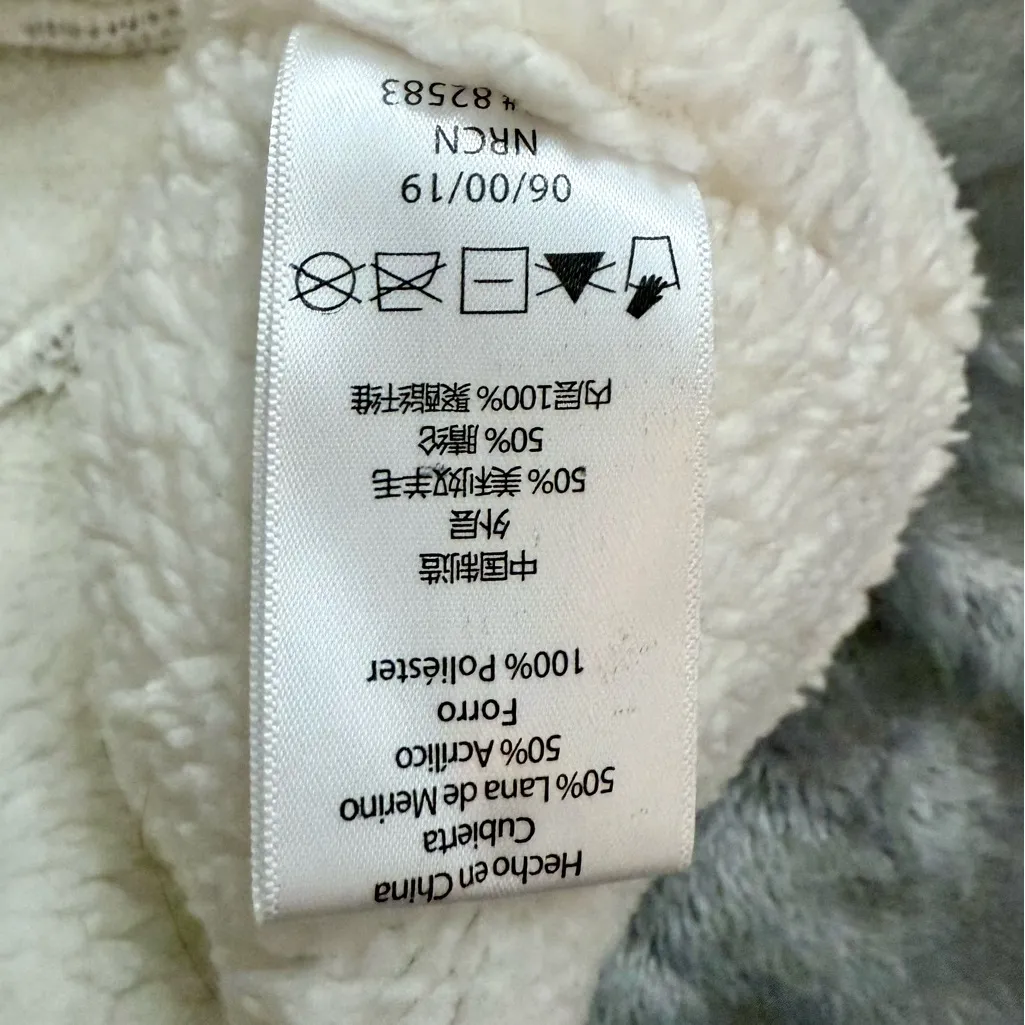 Hecho en China
Cubierta
50% Lana de Merino
50% Acrílico
Forro
100% Poliéster
中国制造
外层
50% 美利奴羊毛
50% 腈纶
内层100% 聚酯纤维
06/00/19
NRCN
# 82583